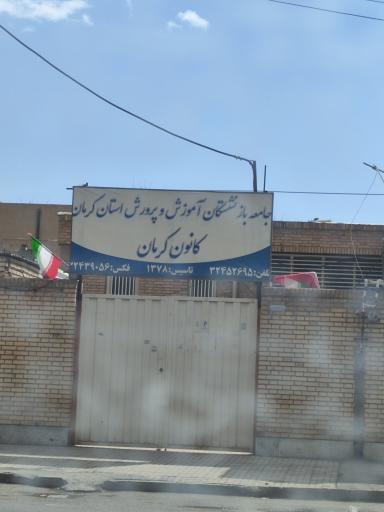 جامعه بازنشستگان آموزش و پرورش استان کرمان
کانون کرمان
تلفن: ۳۲۴۵۲۶۹۵ تاسیس: ۱۳۷۸ فکس: ۳۲۴۳۹۰۵۶